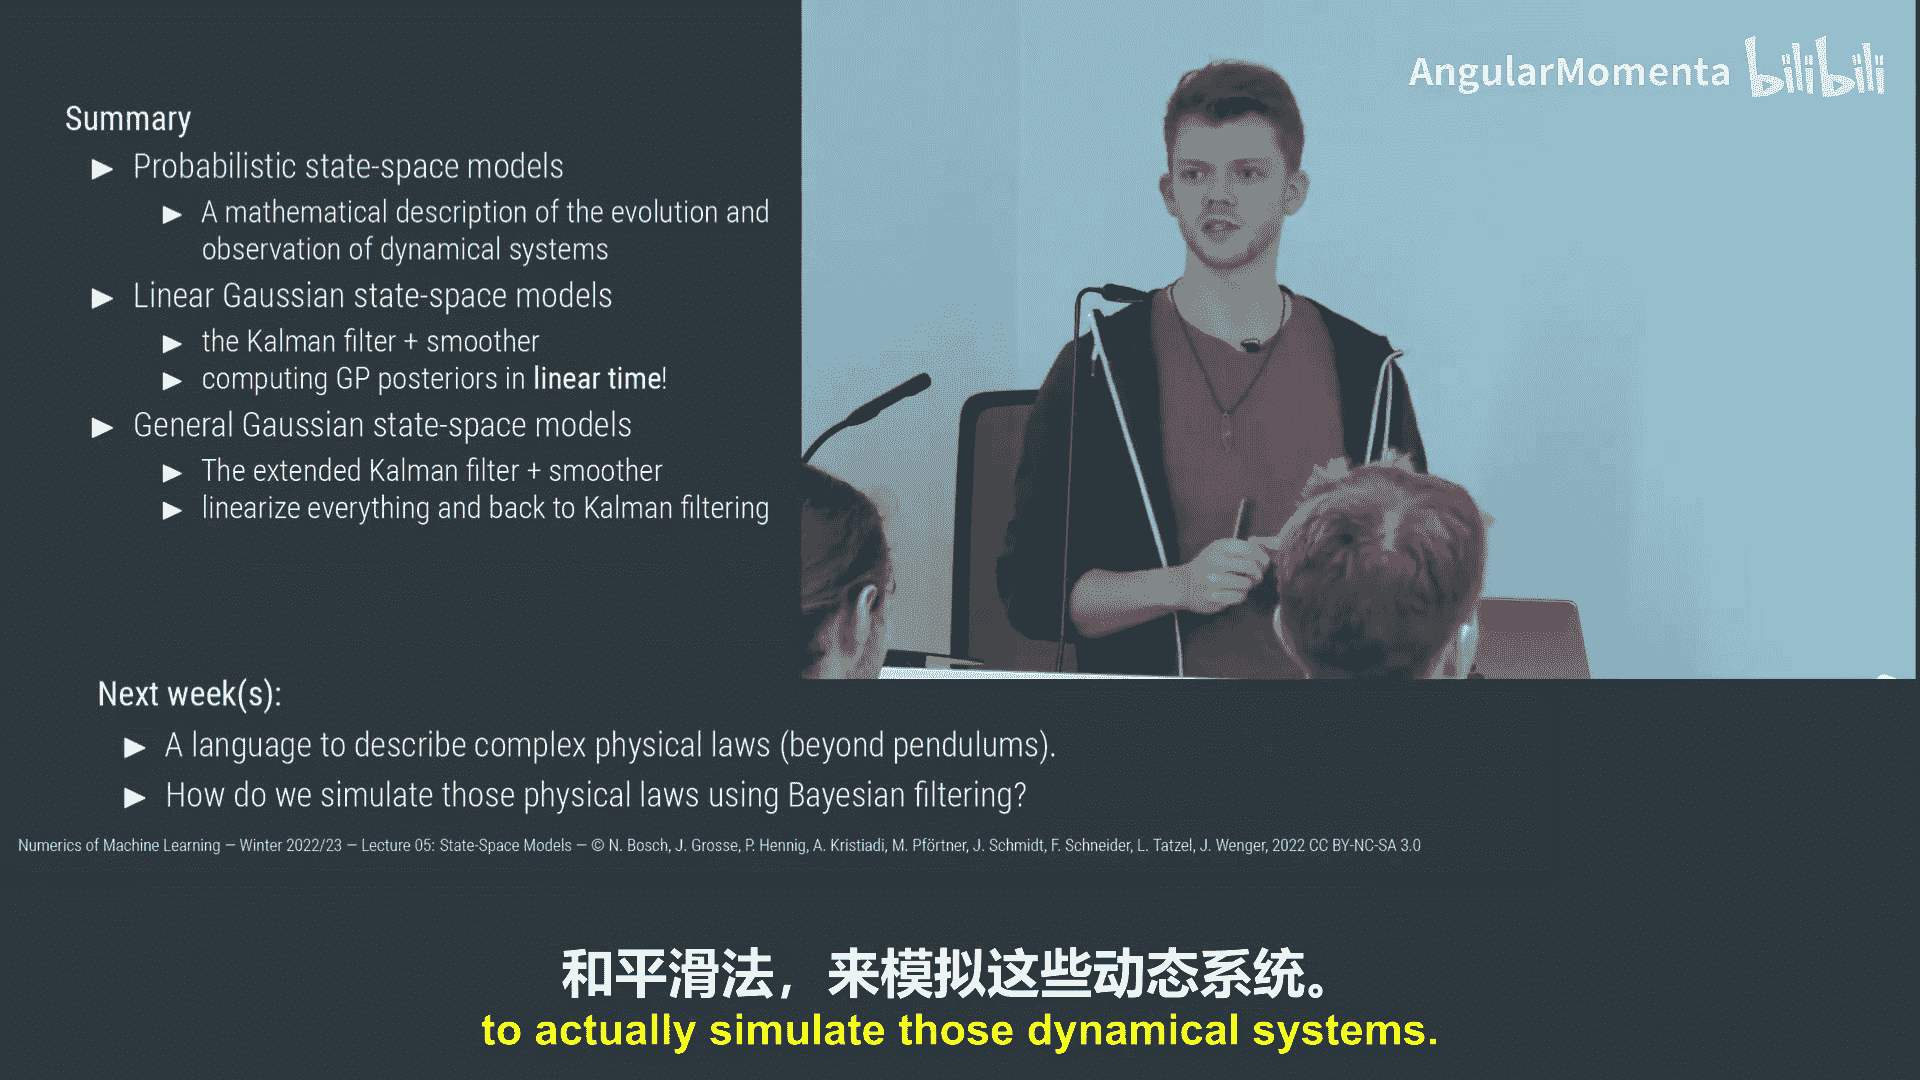 AngularMomenta bilibili
Summary
Probabilistic state-space models
A mathematical description of the evolution and
observation of dynamical systems
Linear Gaussian state-space models
the Kalman filter + smoother
computing GP posteriors in linear time!
General Gaussian state-space models
The extended Kalman filter + smoother
linearize everything and back to Kalman filtering
Next week(s):
A language to describe complex physical laws (beyond pendulums).
How do we simulate those physical laws using Bayesian filtering?
Numerics of Machine Learning — Winter 2022/23 — Lecture 05: State-Space Models — © N. Bosch, J. Grosse, P. Hennig, A. Kristiadi, M. Pförtner, J. Schmidt, F. Schneider, L. Tatzel, J. Wenger, 2022 CC BY-NC-SA 3.0
和平滑法，来模拟这些动态系统。
to actually simulate those dynamical systems.